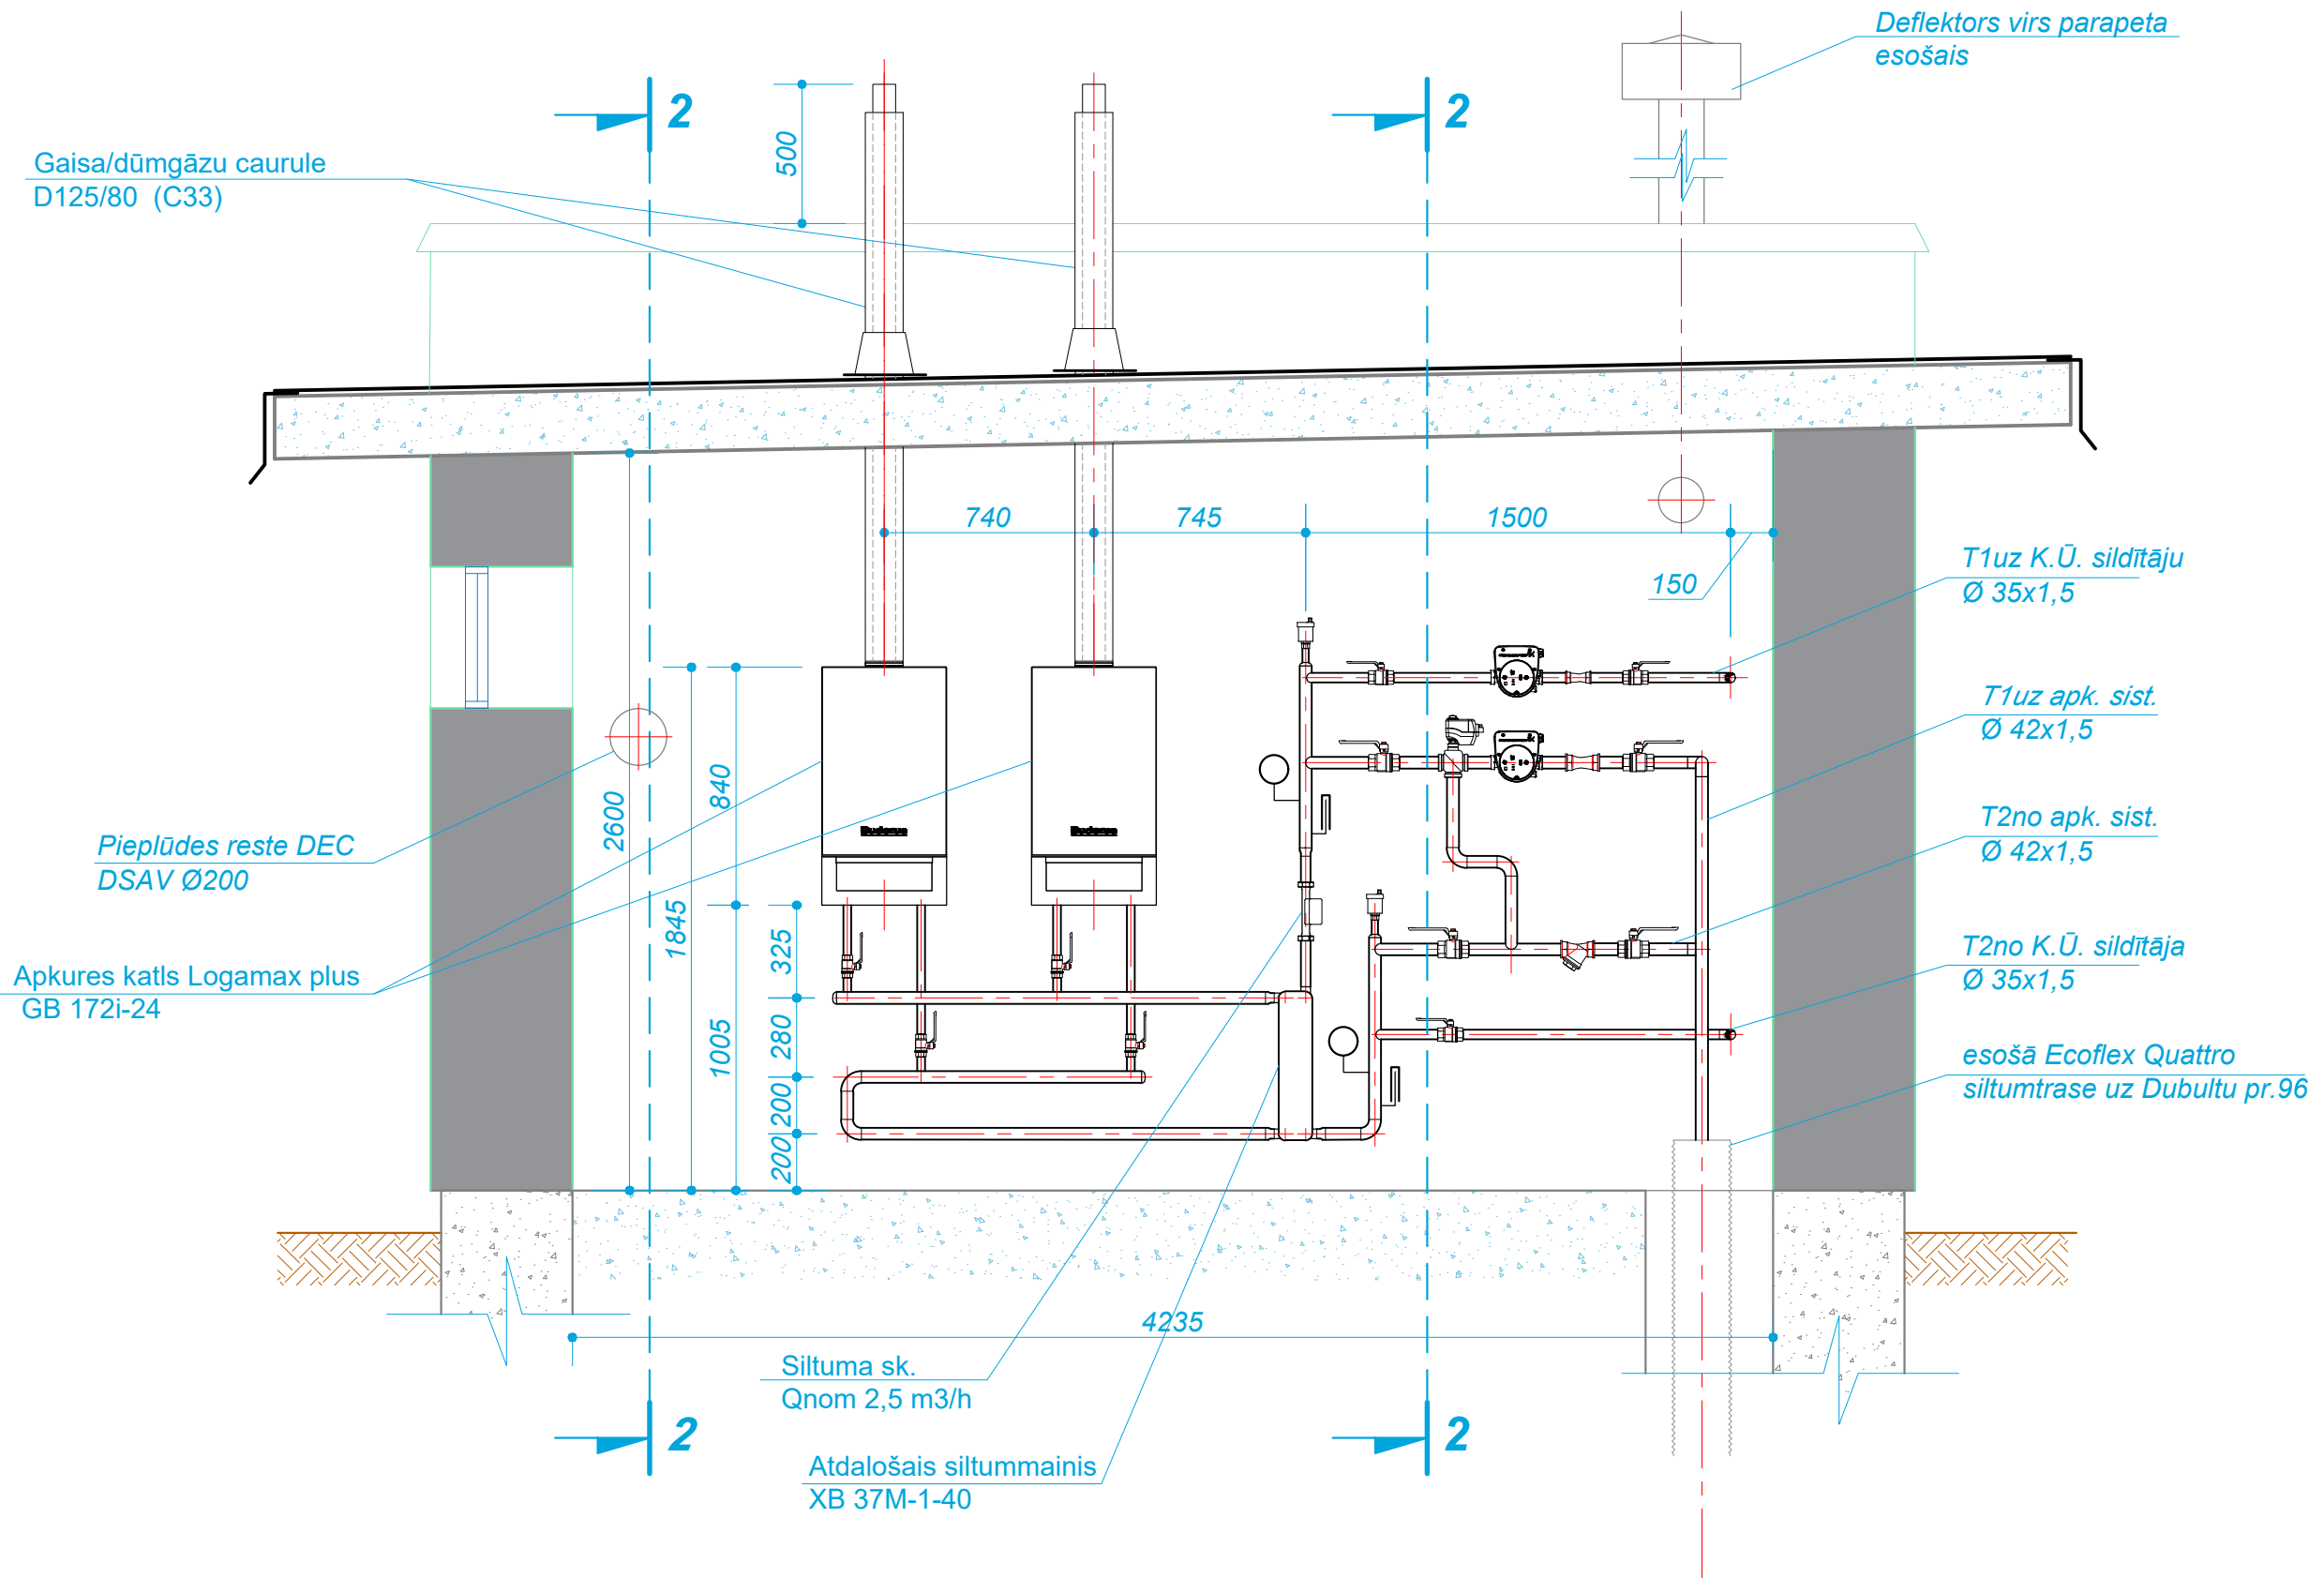 Deflektors virs parapeta
esošais
2
2
500
Gaisa/dūmgāzu caurule
D125/80 (C33)
740
745
1500
150
T1uz K.Ū. sildītāju
Ø 35x1,5
T1uz apk. sist.
Ø 42x1,5
T2no apk. sist.
Ø 42x1,5
T2no K.Ū. sildītāja
Ø 35x1,5
esošā Ecoflex Quattro
siltumtrase uz Dubultu pr.96
Pieplūdes reste DEC
DSAV Ø200
Apkures katls Logamax plus
GB 172i-24
2600
1845
840
1005
325
280
200
200
Buderus
Buderus
4235
Siltuma sk.
Qnom 2,5 m3/h
Atdalošais siltummainis
XB 37M-1-40
2
2